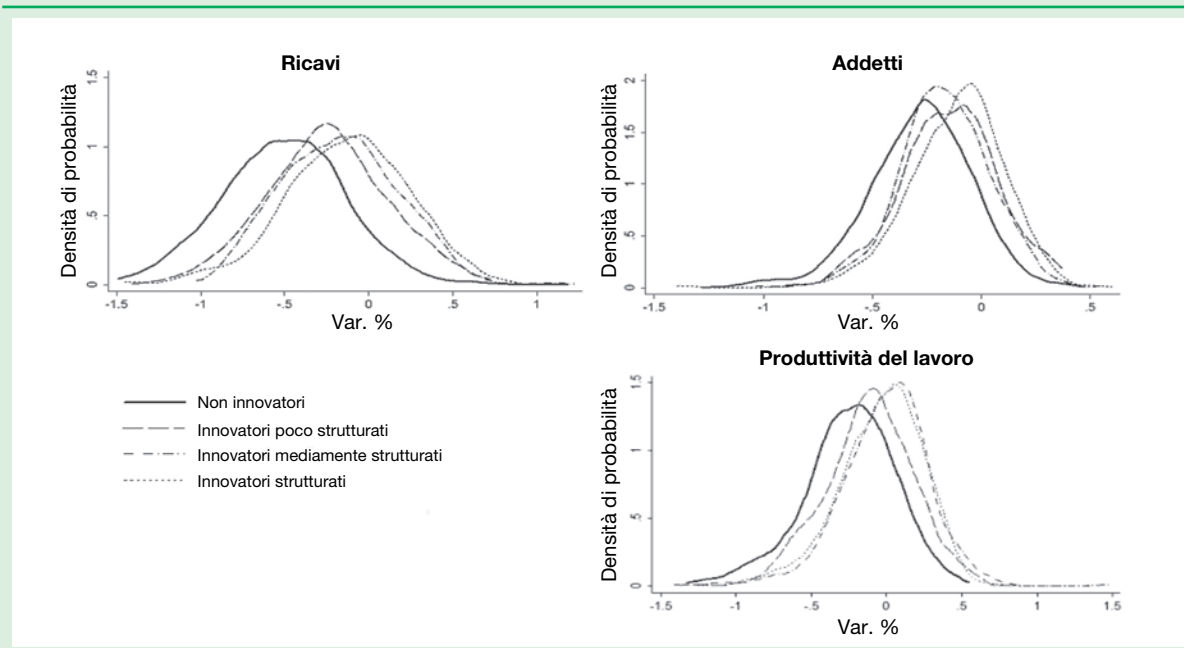 Ricavi
Densità di probabilità
0 .5 1 1.5
-1.5 -1 -.5 0 .5 1
Var. %
Addetti
Densità di probabilità
0 .5 1 1.5 2
-1.5 -1 -.5 0 .5
Var. %
Non innovatori
Innovatori poco strutturati
Innovatori mediamente strutturati
Innovatori strutturati
Produttività del lavoro
Densità di probabilità
0 .5 1 1.5
-1.5 -1 -.5 0 .5 1 1.5
Var. %